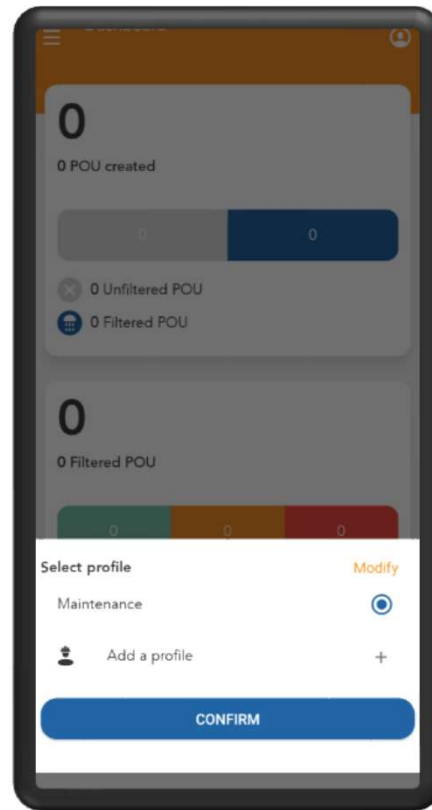 0
0 POU created
0 0
0 Unfiltered POU
0 Filtered POU
0
0 Filtered POU
0 0 0
Select profile Modify
Maintenance
Add a profile +
CONFIRM